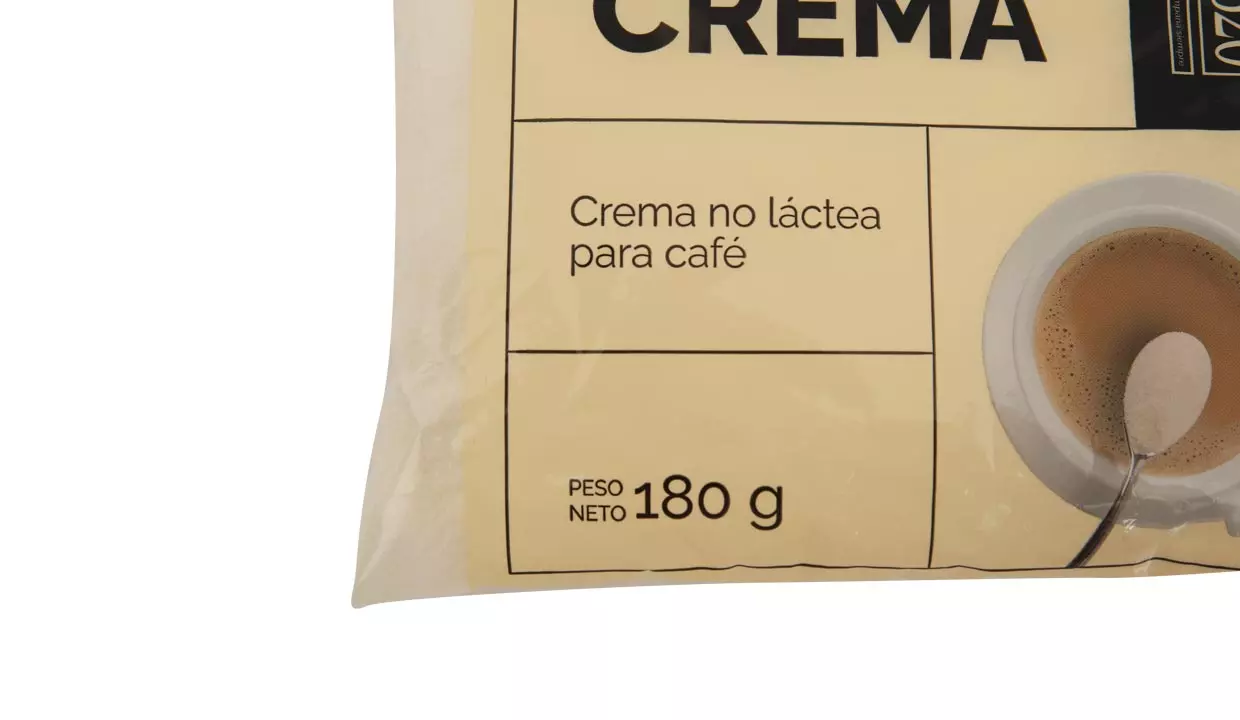 CREMA
Crema no láctea
para café
PESO
NETO 180 g